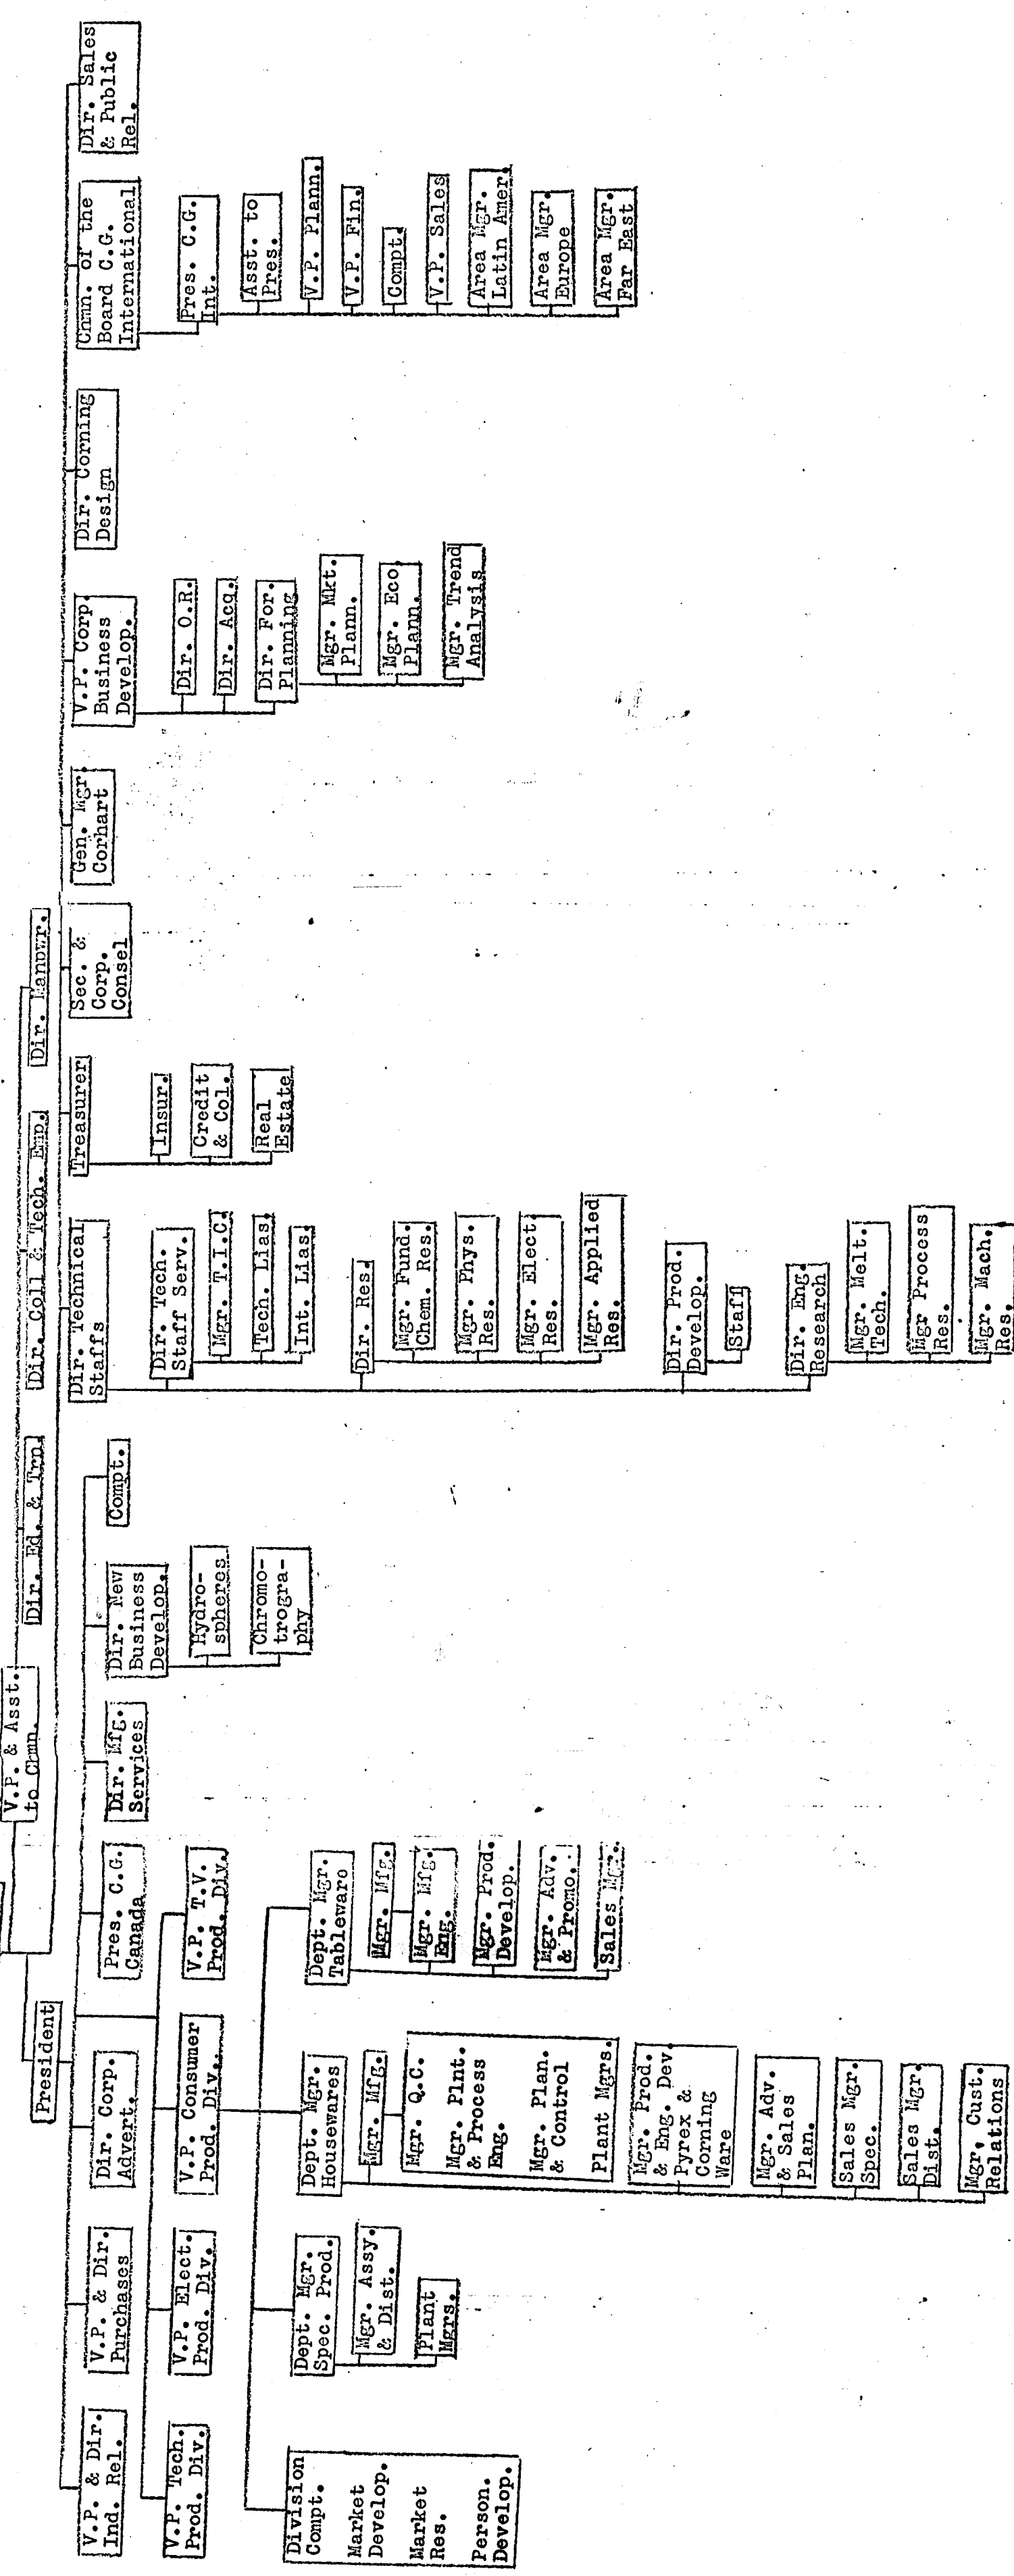 V.P. & Asst.
to Chmn.
Dir. Ed. & Trn.
Dir. Coll & Tech. Emp.
Dir. Manpwr.
President
V.P. & Dir.
Ind. Rel.
V.P. & Dir.
Purchases
Dir. Corp.
Advert.
Pres. C.G.
Canada
Dir. Mfg.
Services
Dir. New
Business
Develop.
Hydro-
spheres
Chromo-
trogra-
phy
Compt.
V.P. Tech.
Prod. Div.
V.P. Elect.
Prod. Div.
V.P. Consumer
Prod. Div.
V.P. T.V.
Prod. Div.
Division
Compt.
Market
Develop.
Market
Res.
Person.
Develop.
Dept. Mgr.
Spec. Prod.
Mgr. Assy.
& Dist.
Plant
Mgrs.
Dept. Mgr.
Housewares
Mgr. Mfg.
Mgr. Q.C.
Mgr. Plnt.
& Process
Eng.
Mgr. Plan.
& Control
Plant Mgrs.
Mgr. Prod.
& Eng. Dev.
Pyrex &
Corning
Ware
Mgr. Adv.
& Sales
Plan.
Sales Mgr.
Spec.
Sales Mgr.
Dist.
Mgr. Cust.
Relations
Dept. Mgr.
Tableware
Mgr. Mfg.
Mgr. Mfg.
Eng.
Mgr. Prod.
Develop.
Mgr. Adv.
& Promo.
Sales Mgr.
Dir. Technical
Staffs
Dir. Tech.
Staff Serv.
Mgr. T.I.C.
Tech. Lias.
Int. Lias.
Dir. Res.
Mgr. Fund.
Chem. Res.
Mgr. Phys.
Res.
Mgr. Elect.
Res.
Mgr. Applied
Res.
Dir. Prod.
Develop.
Staff
Dir. Eng.
Research
Mgr. Melt.
Tech.
Mgr Process
Res.
Mgr. Mach.
Res.
Treasurer
Insur.
Credit
& Col.
Real
Estate
Sec. &
Corp.
Consel
Gen. Mgr.
Corhart
V.P. Corp.
Business
Develop.
Dir. O.R.
Dir. Acq.
Dir. For.
Planning
Mgr. Mkt.
Plann.
Mgr. Eco
Plann.
Mgr. Trend
Analysis
Dir. Corning
Design
Chmn. of the
Board C.G.
International
Pres. C.G.
Int.
Asst. to
Pres.
V.P. Plann.
V.P. Fin.
Compt.
V.P. Sales
Area Mgr.
Latin Amer.
Area Mgr.
Europe
Area Mgr.
Far East
Dir. Sales
& Public
Rel.